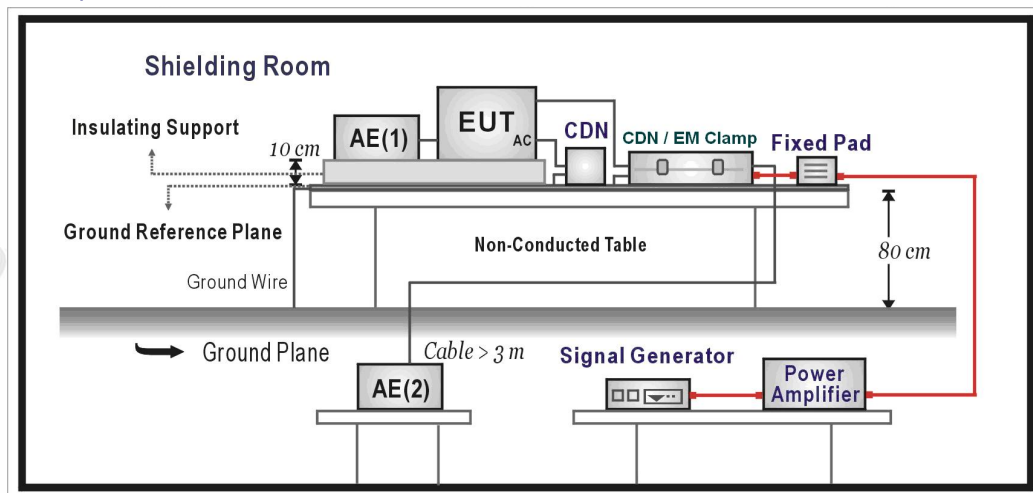 Shielding Room
Insulating Support
10 cm
AE(1)
EUT
AC
CDN
CDN / EM Clamp
Fixed Pad
Ground Reference Plane
Non-Conducted Table
80 cm
Ground Wire
Ground Plane
Cable > 3 m
AE(2)
Signal Generator
Power
Amplifier